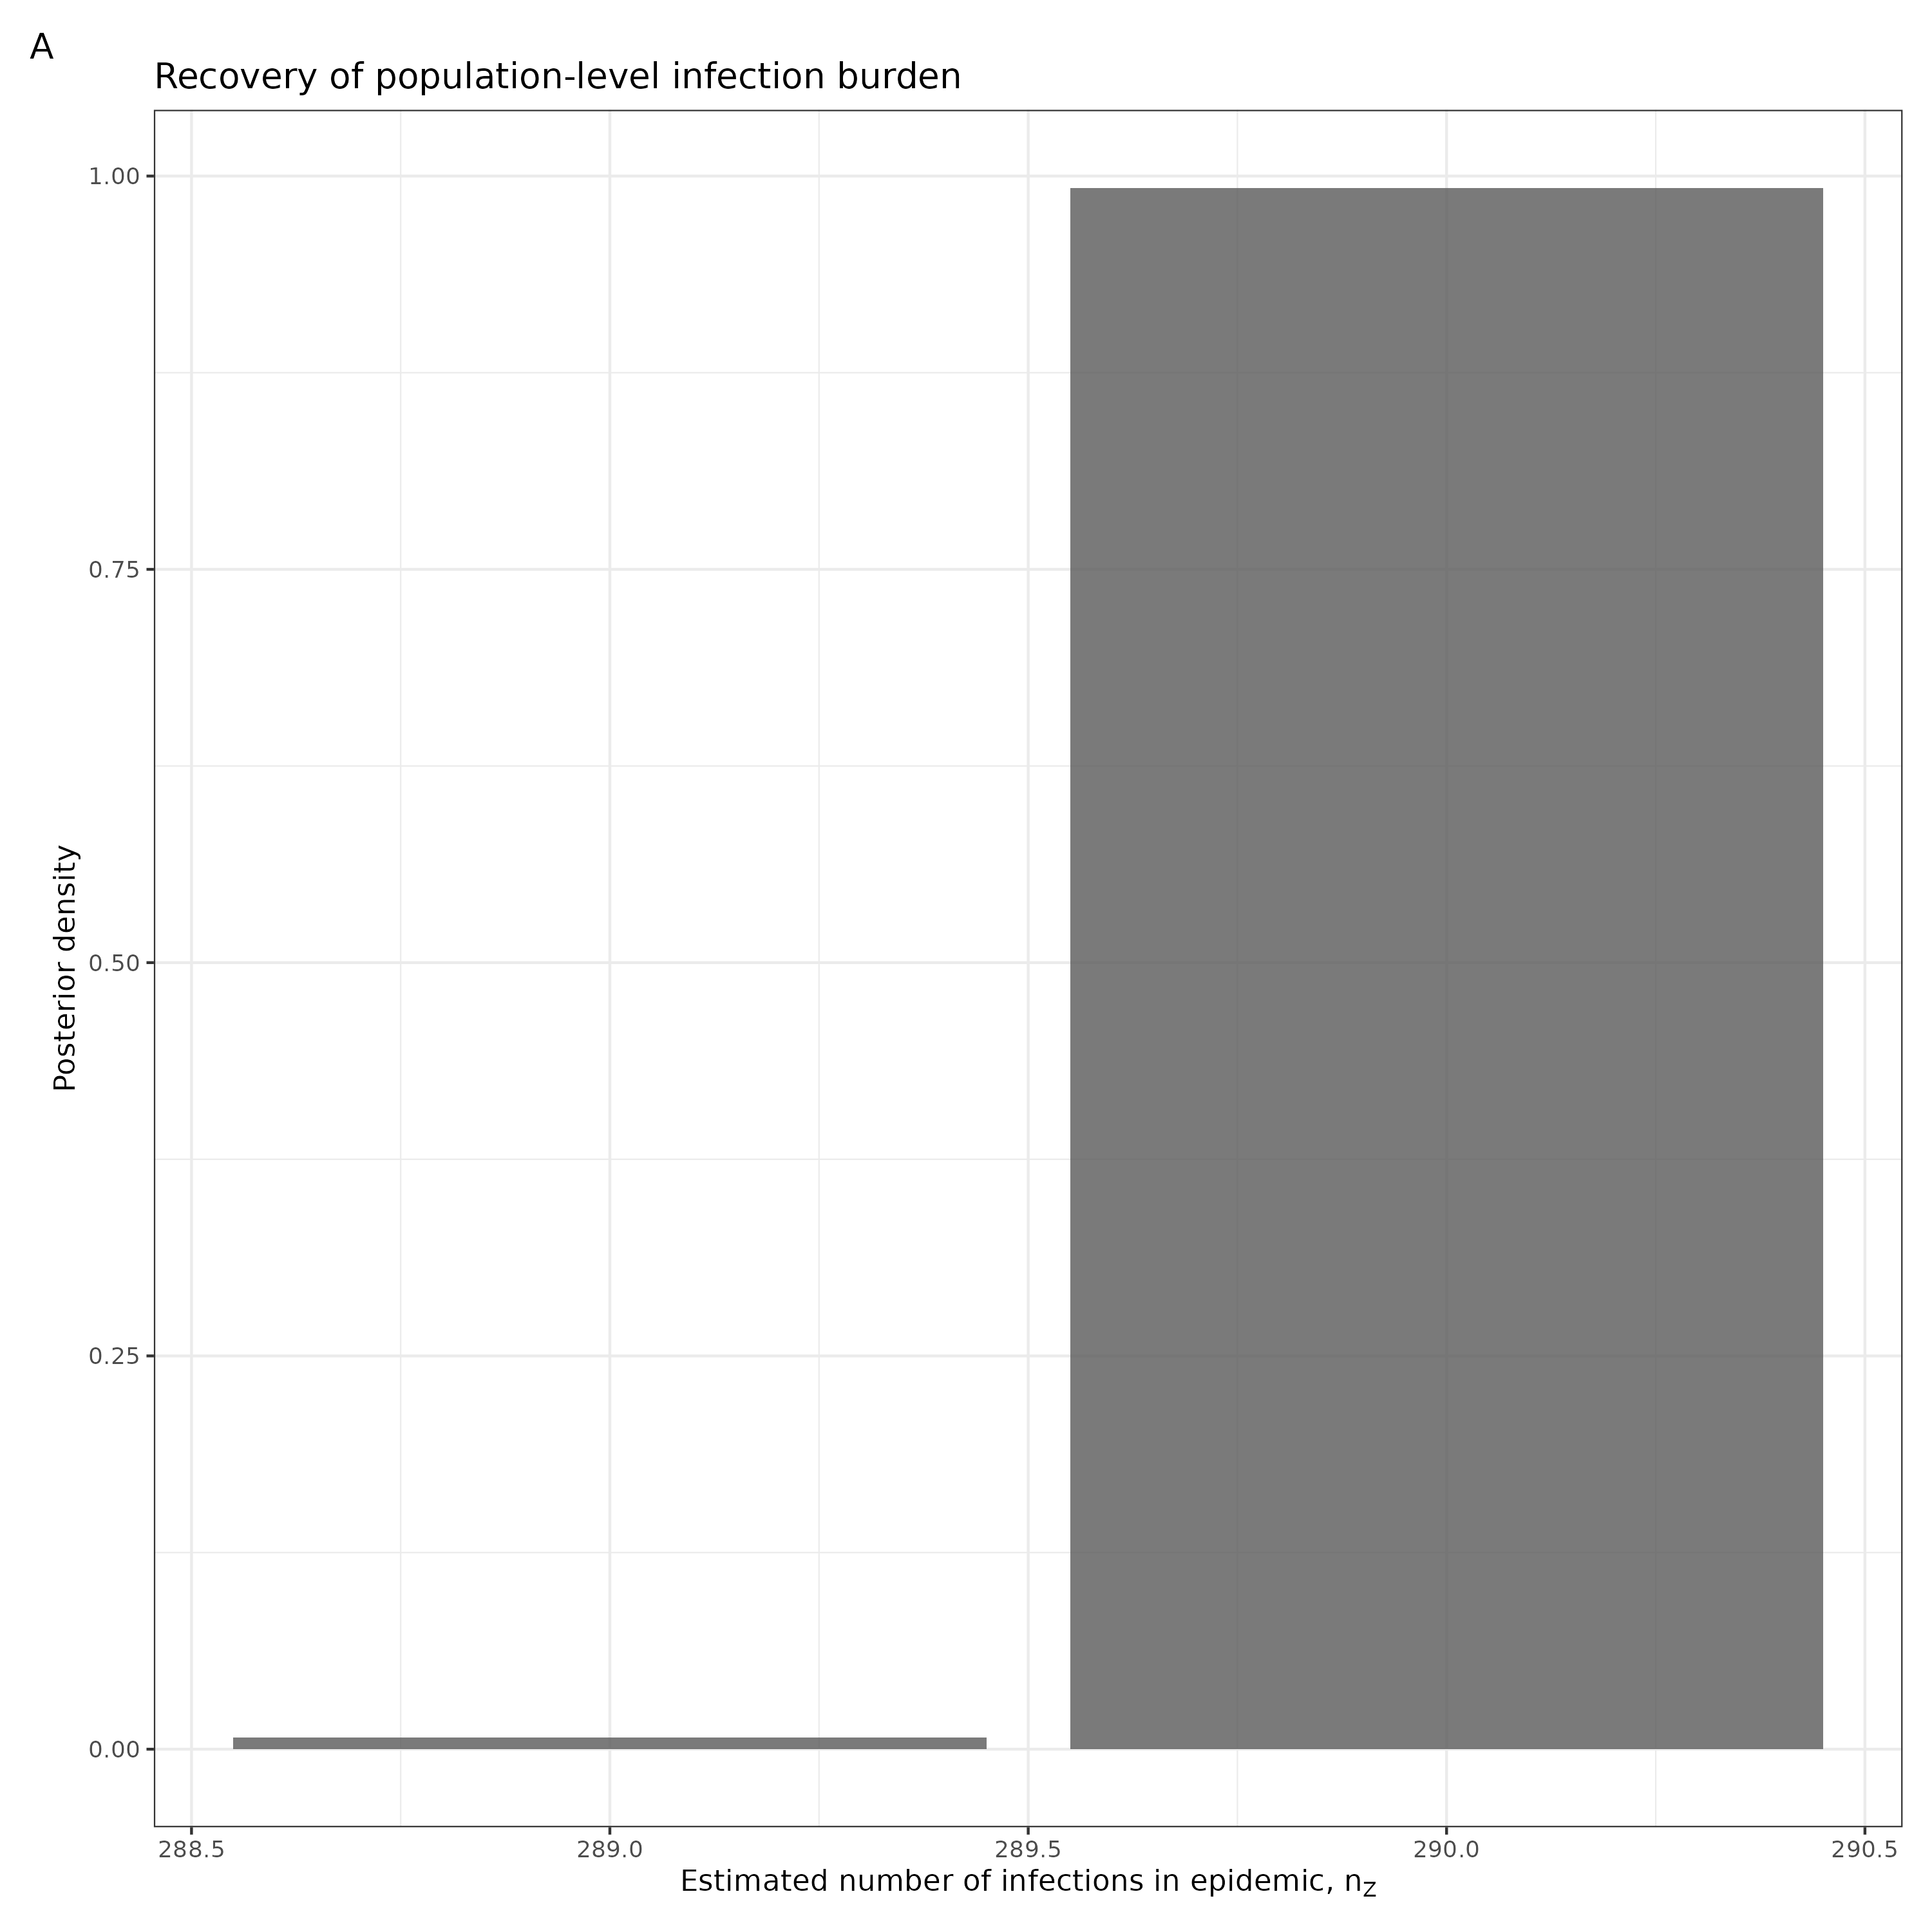 A
Recovery of population-level infection burden
Posterior density
1.00
0.75
0.50
0.25
0.00
288.5 289.0 289.5 290.0 290.5
Estimated number of infections in epidemic, nZ